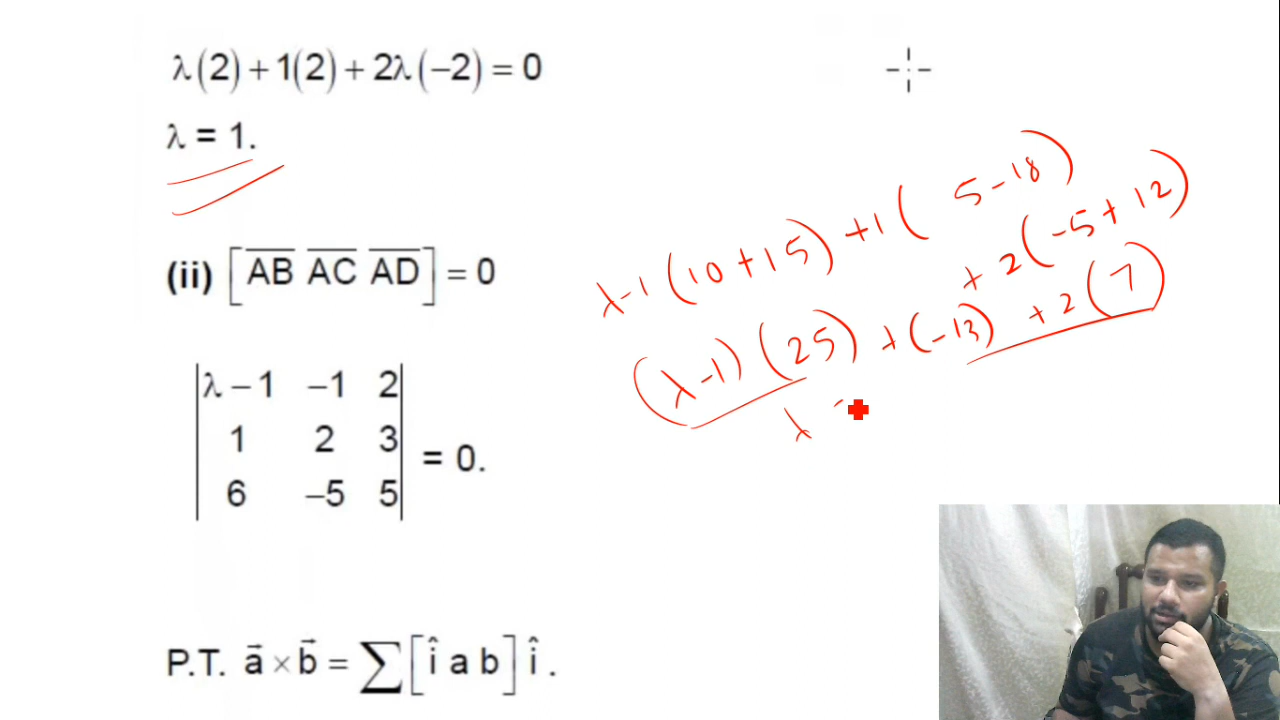 λ(2)+1(2)+2λ(−2)=0
λ = 1.
(ii) [AB AC AD] = 0
|λ−1 −1 2|
|1 2 3| = 0.
|6 −5 5|
P.T. a⃗ × b⃗ = ∑[î a b] î .
λ-1 (10+15) +1( 5-18)
+ 2(-5+12)
(λ-1) (25) + (-13) + 2(7)
λ